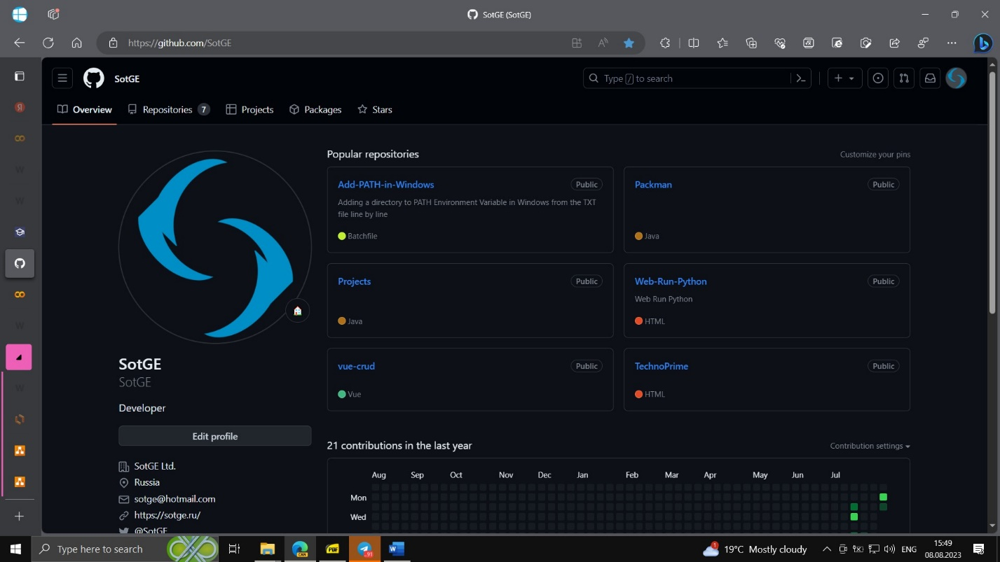 SotGE (SotGE)
https://github.com/SotGE
SotGE
Type / to search
Overview
Repositories 7
Projects
Packages
Stars
Popular repositories
Customize your pins
Add-PATH-in-Windows
Public
Adding a directory to PATH Environment Variable in Windows from the TXT
file line by line
Batchfile
Packman
Public
Java
Projects
Public
Java
Web-Run-Python
Public
Web Run Python
HTML
vue-crud
Public
Vue
TechnoPrime
Public
HTML
SotGE
SotGE
Developer
Edit profile
SotGE Ltd.
Russia
sotge@hotmail.com
https://sotge.ru/
@SotGE
21 contributions in the last year
Contribution settings
Aug Sep Oct Nov Dec Jan Feb Mar Apr May Jun Jul
Mon
Wed
Type here to search
CAN
PDF
..91
W
1
19°C Mostly cloudy
ENG
15:49
08.08.2023